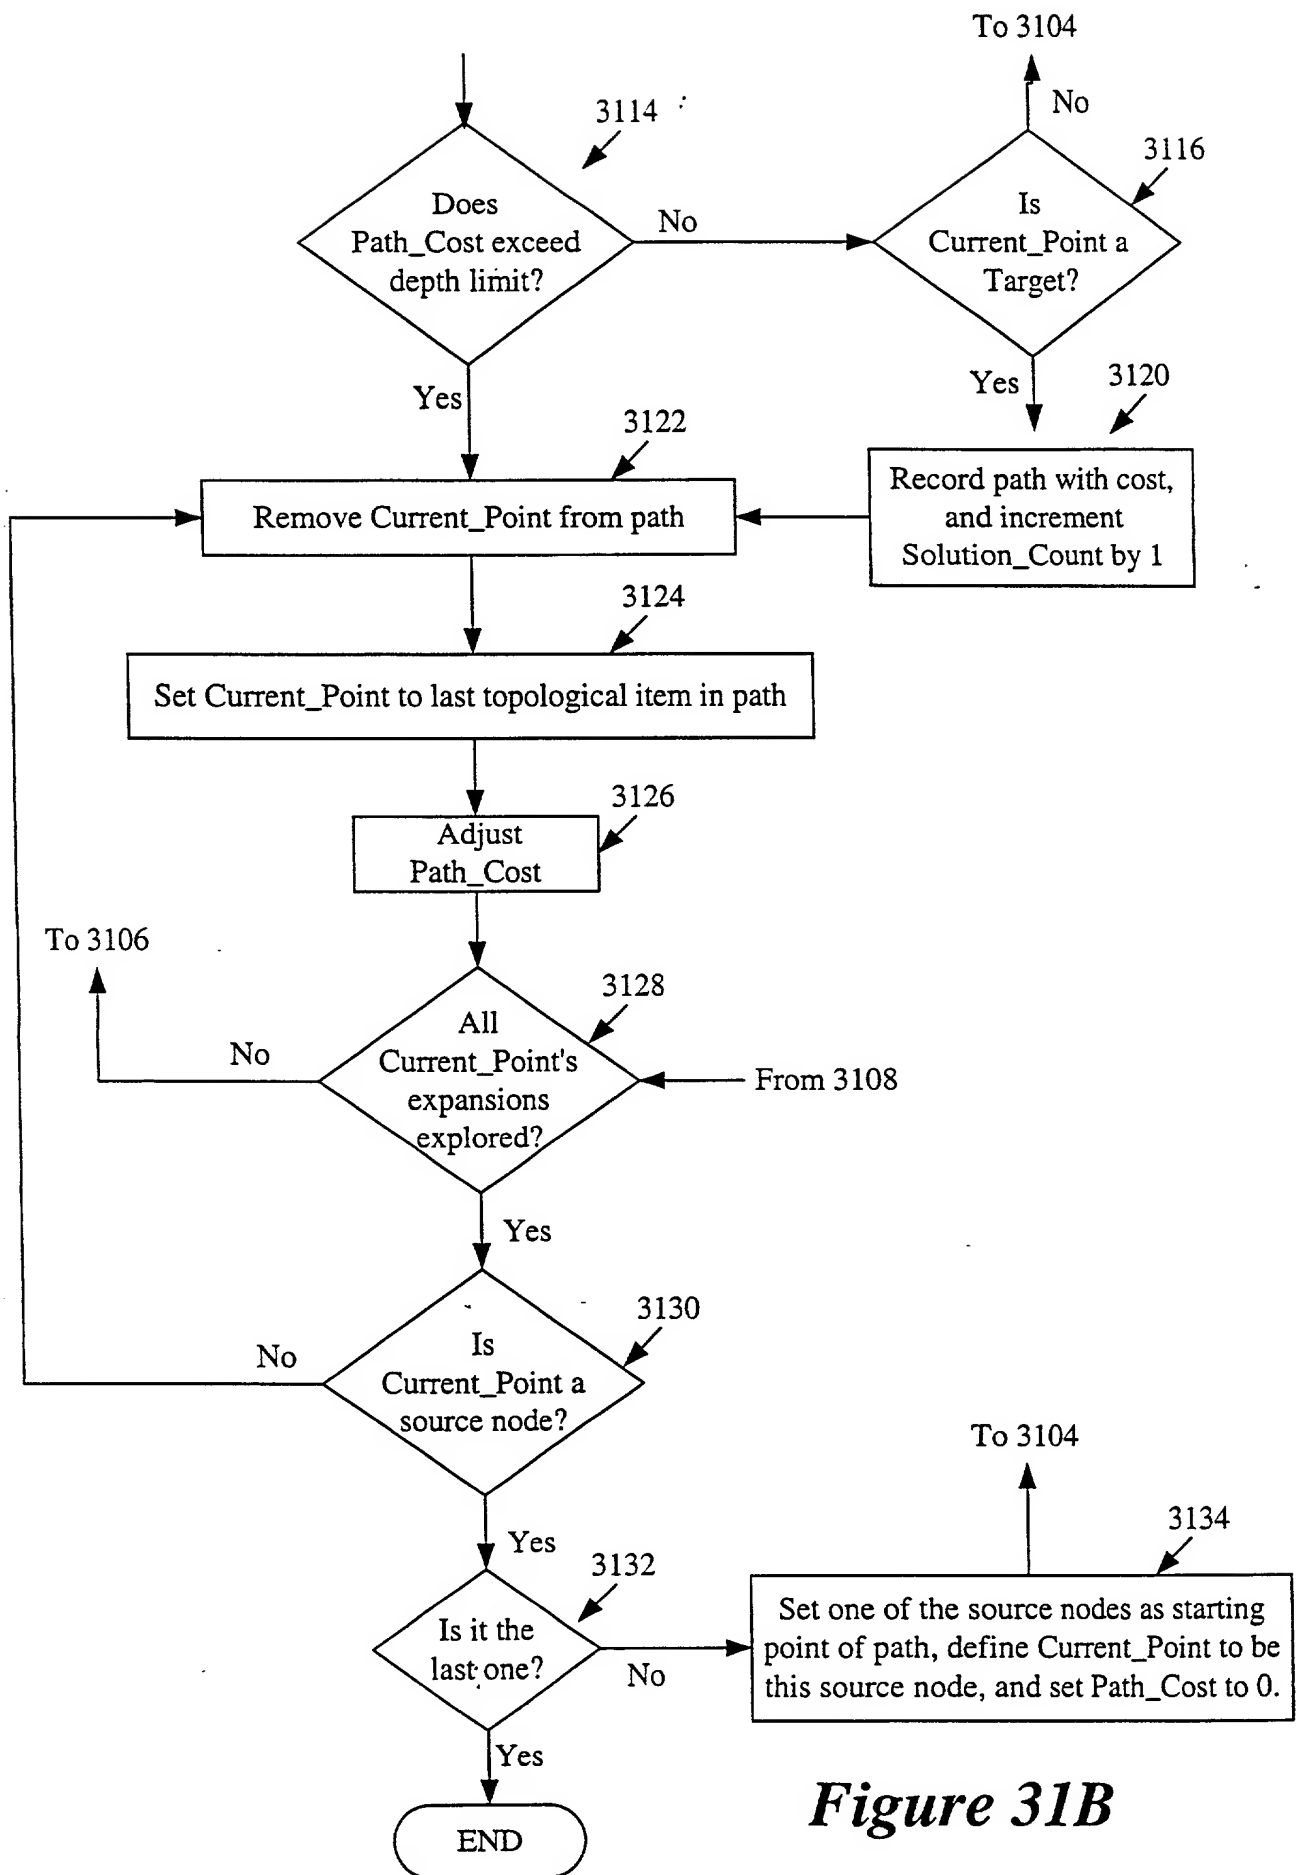 To 3104
No
3114
3116
Does
Path_Cost exceed
depth limit?
No
Is
Current_Point a
Target?
Yes
Yes
3120
3122
Record path with cost,
and increment
Solution_Count by 1
Remove Current_Point from path
3124
Set Current_Point to last topological item in path
3126
Adjust
Path_Cost
To 3106
3128
No
All
Current_Point's
expansions
explored?
From 3108
Yes
3130
No
Is
Current_Point a
source node?
To 3104
Yes
3134
3132
Is it the
last one?
No
Set one of the source nodes as starting
point of path, define Current_Point to be
this source node, and set Path_Cost to 0.
Yes
END
Figure 31B